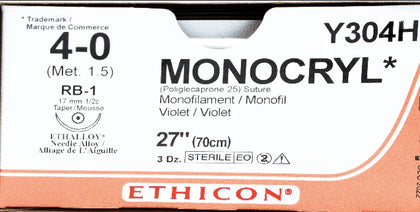 * Trademark /
Marque de Commerce
Y304H
4-0
(Met. 1.5)
MONOCRYL*
(Poliglecaprone 25) Suture
RB-1
17 mm 1/2c
Taper/Mousse
Monofilament / Monofil
Violet / Violet
ETHALLOY*
Needle Alloy /
Alliage de L'Aiguille
27" (70cm)
3 Dz. STERILE EO 2
ETHICON®